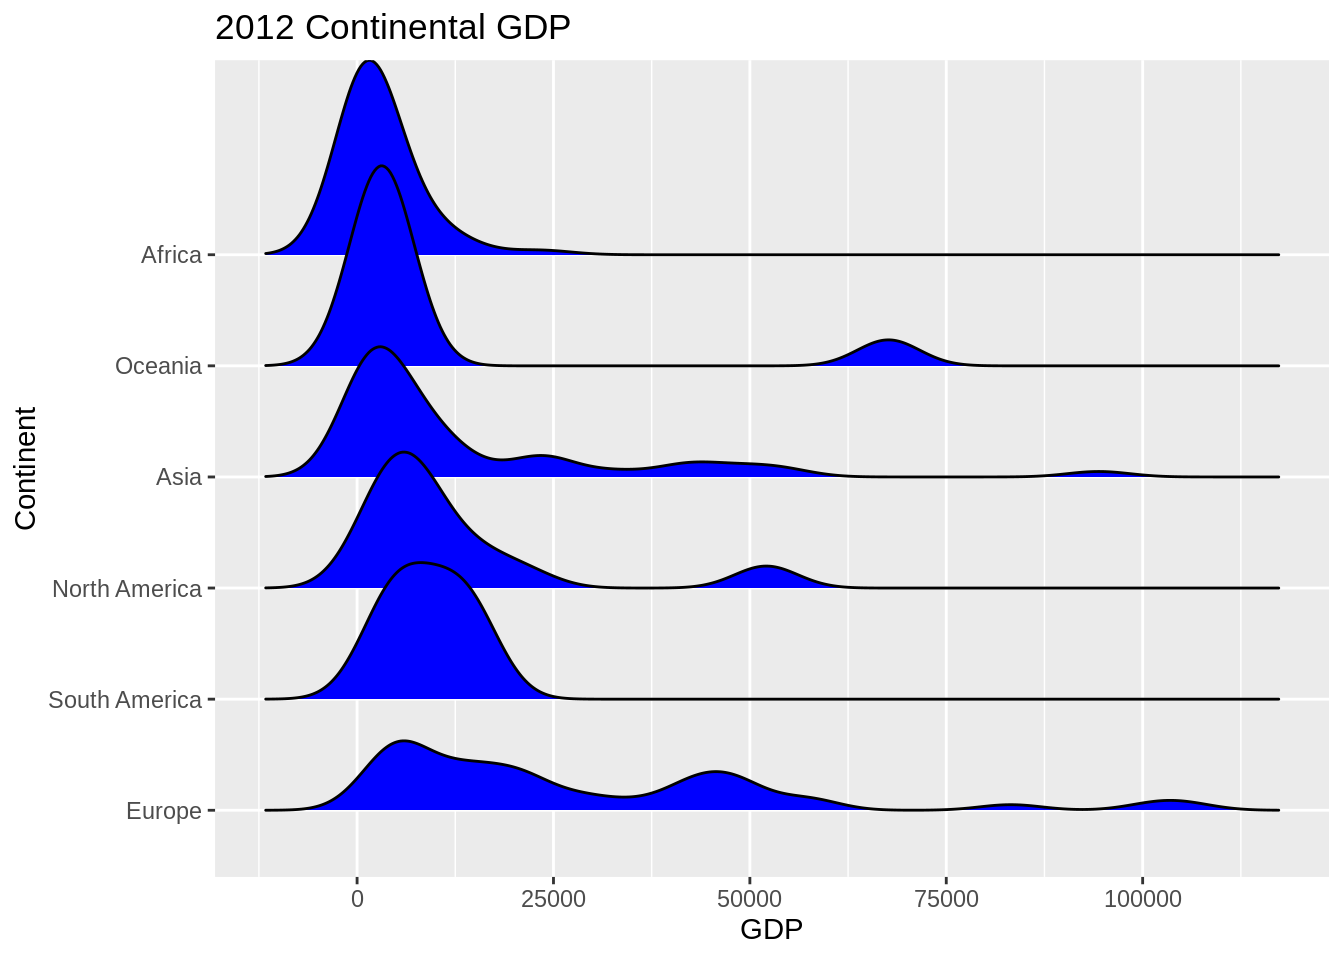 2012 Continental GDP
Continent
Africa
Oceania
Asia
North America
South America
Europe
0 25000 50000 75000 100000
GDP